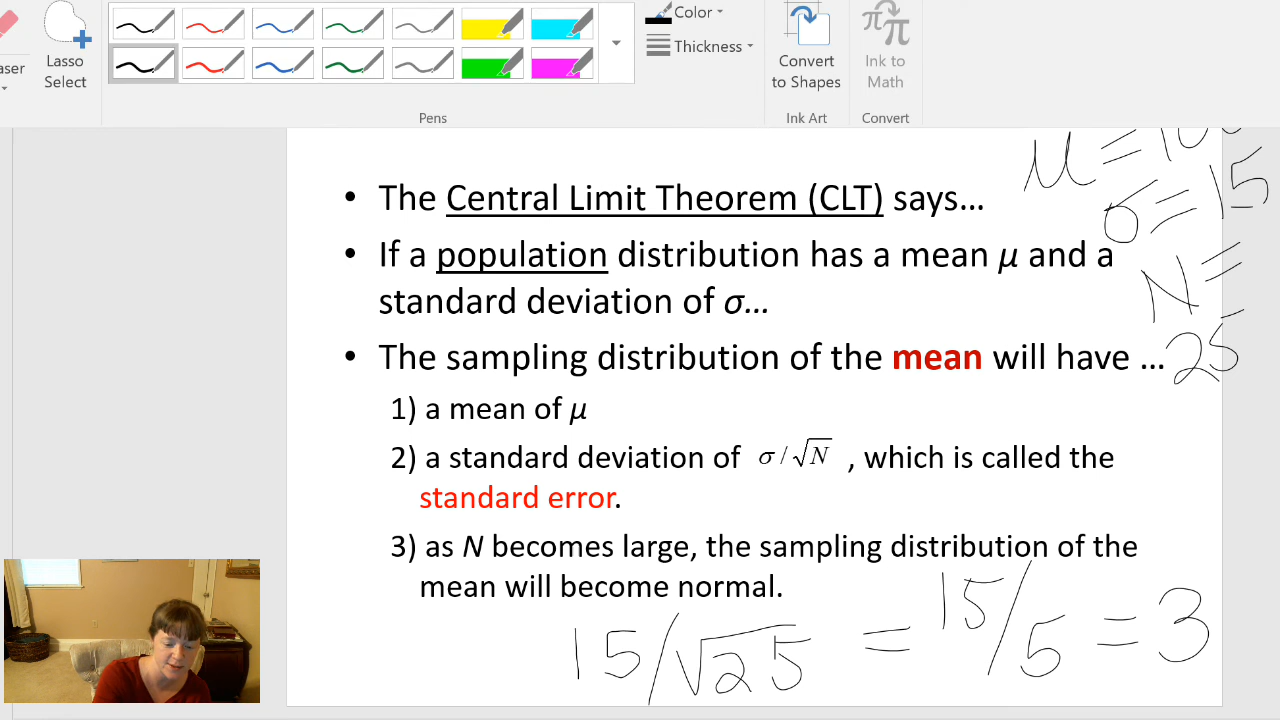 Lasso
Select
Color
Thickness
Convert
to Shapes
Ink to
Math
Pens
Ink Art
Convert
• The Central Limit Theorem (CLT) says…
σ = 15
• If a population distribution has a mean μ and a
standard deviation of σ…
N =
25
• The sampling distribution of the mean will have …
1) a mean of μ
2) a standard deviation of σ/√N , which is called the
standard error.
3) as N becomes large, the sampling distribution of the
mean will become normal.
15/√25 = 15/5 = 3